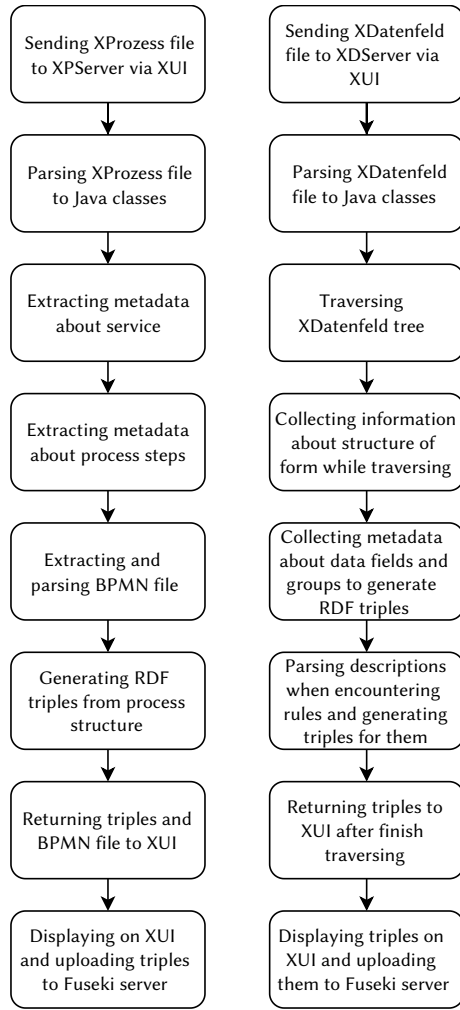 Sending XProzess file
to XPServer via XUI
Parsing XProzess file
to Java classes
Extracting metadata
about service
Extracting metadata
about process steps
Extracting and
parsing BPMN file
Generating RDF
triples from process
structure
Returning triples and
BPMN file to XUI
Displaying on XUI
and uploading triples
to Fuseki server
Sending XDatenfeld
file to XDServer via
XUI
Parsing XDatenfeld
file to Java classes
Traversing
XDatenfeld tree
Collecting information
about structure of
form while traversing
Collecting metadata
about data fields and
groups to generate
RDF triples
Parsing descriptions
when encountering
rules and generating
triples for them
Returning triples to
XUI after finish
traversing
Displaying triples on
XUI and uploading
them to Fuseki server